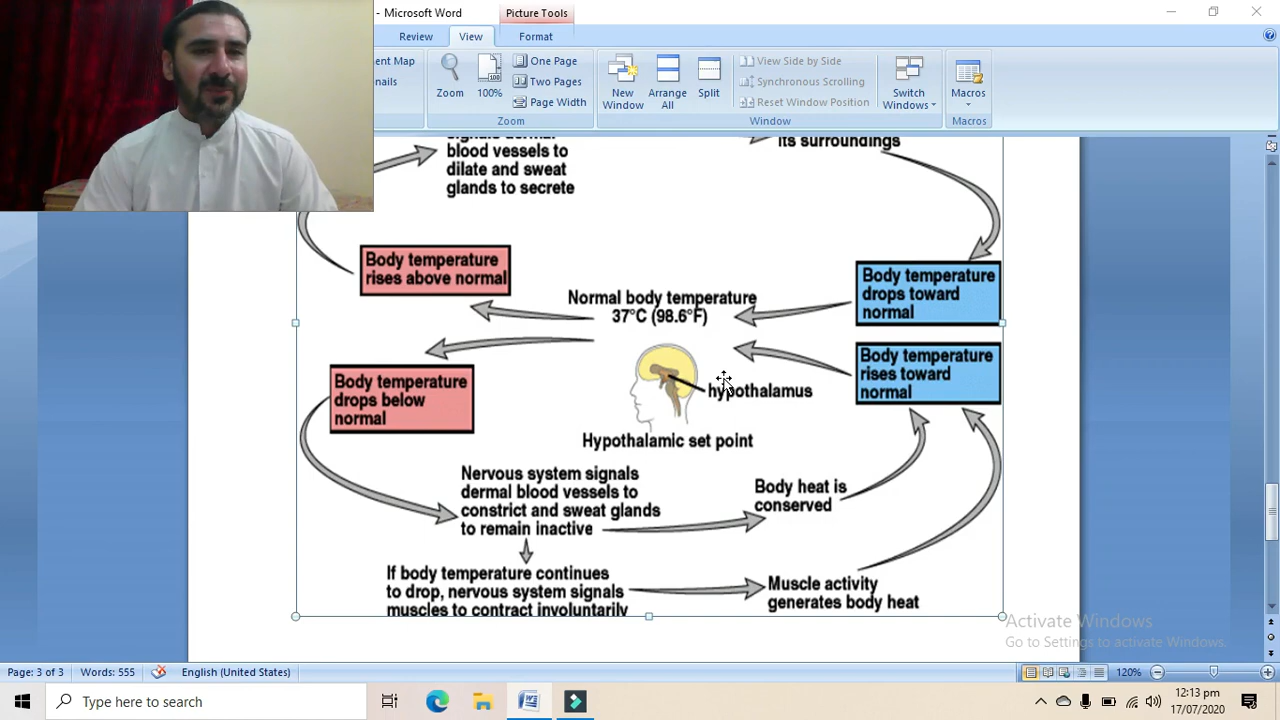 - Microsoft Word
Picture Tools
Review
View
Format
ent Map
nails
Zoom
100%
One Page
Two Pages
Page Width
Zoom
New
Window
Arrange
All
Split
View Side by Side
Synchronous Scrolling
Reset Window Position
Window
Switch
Windows
Macros
Macros
signals dermal
blood vessels to
dilate and sweat
glands to secrete
its surroundings
Body temperature
rises above normal
Normal body temperature
37°C (98.6°F)
Body temperature
drops toward
normal
Body temperature
drops below
normal
hypothalamus
Hypothalamic set point
Body temperature
rises toward
normal
Nervous system signals
dermal blood vessels to
constrict and sweat glands
to remain inactive
Body heat is
conserved
If body temperature continues
to drop, nervous system signals
muscles to contract involuntarily
Muscle activity
generates body heat
Activate Windows
Go to Settings to activate Windows.
Page: 3 of 3
Words: 555
English (United States)
120%
Type here to search
12:13 pm
17/07/2020